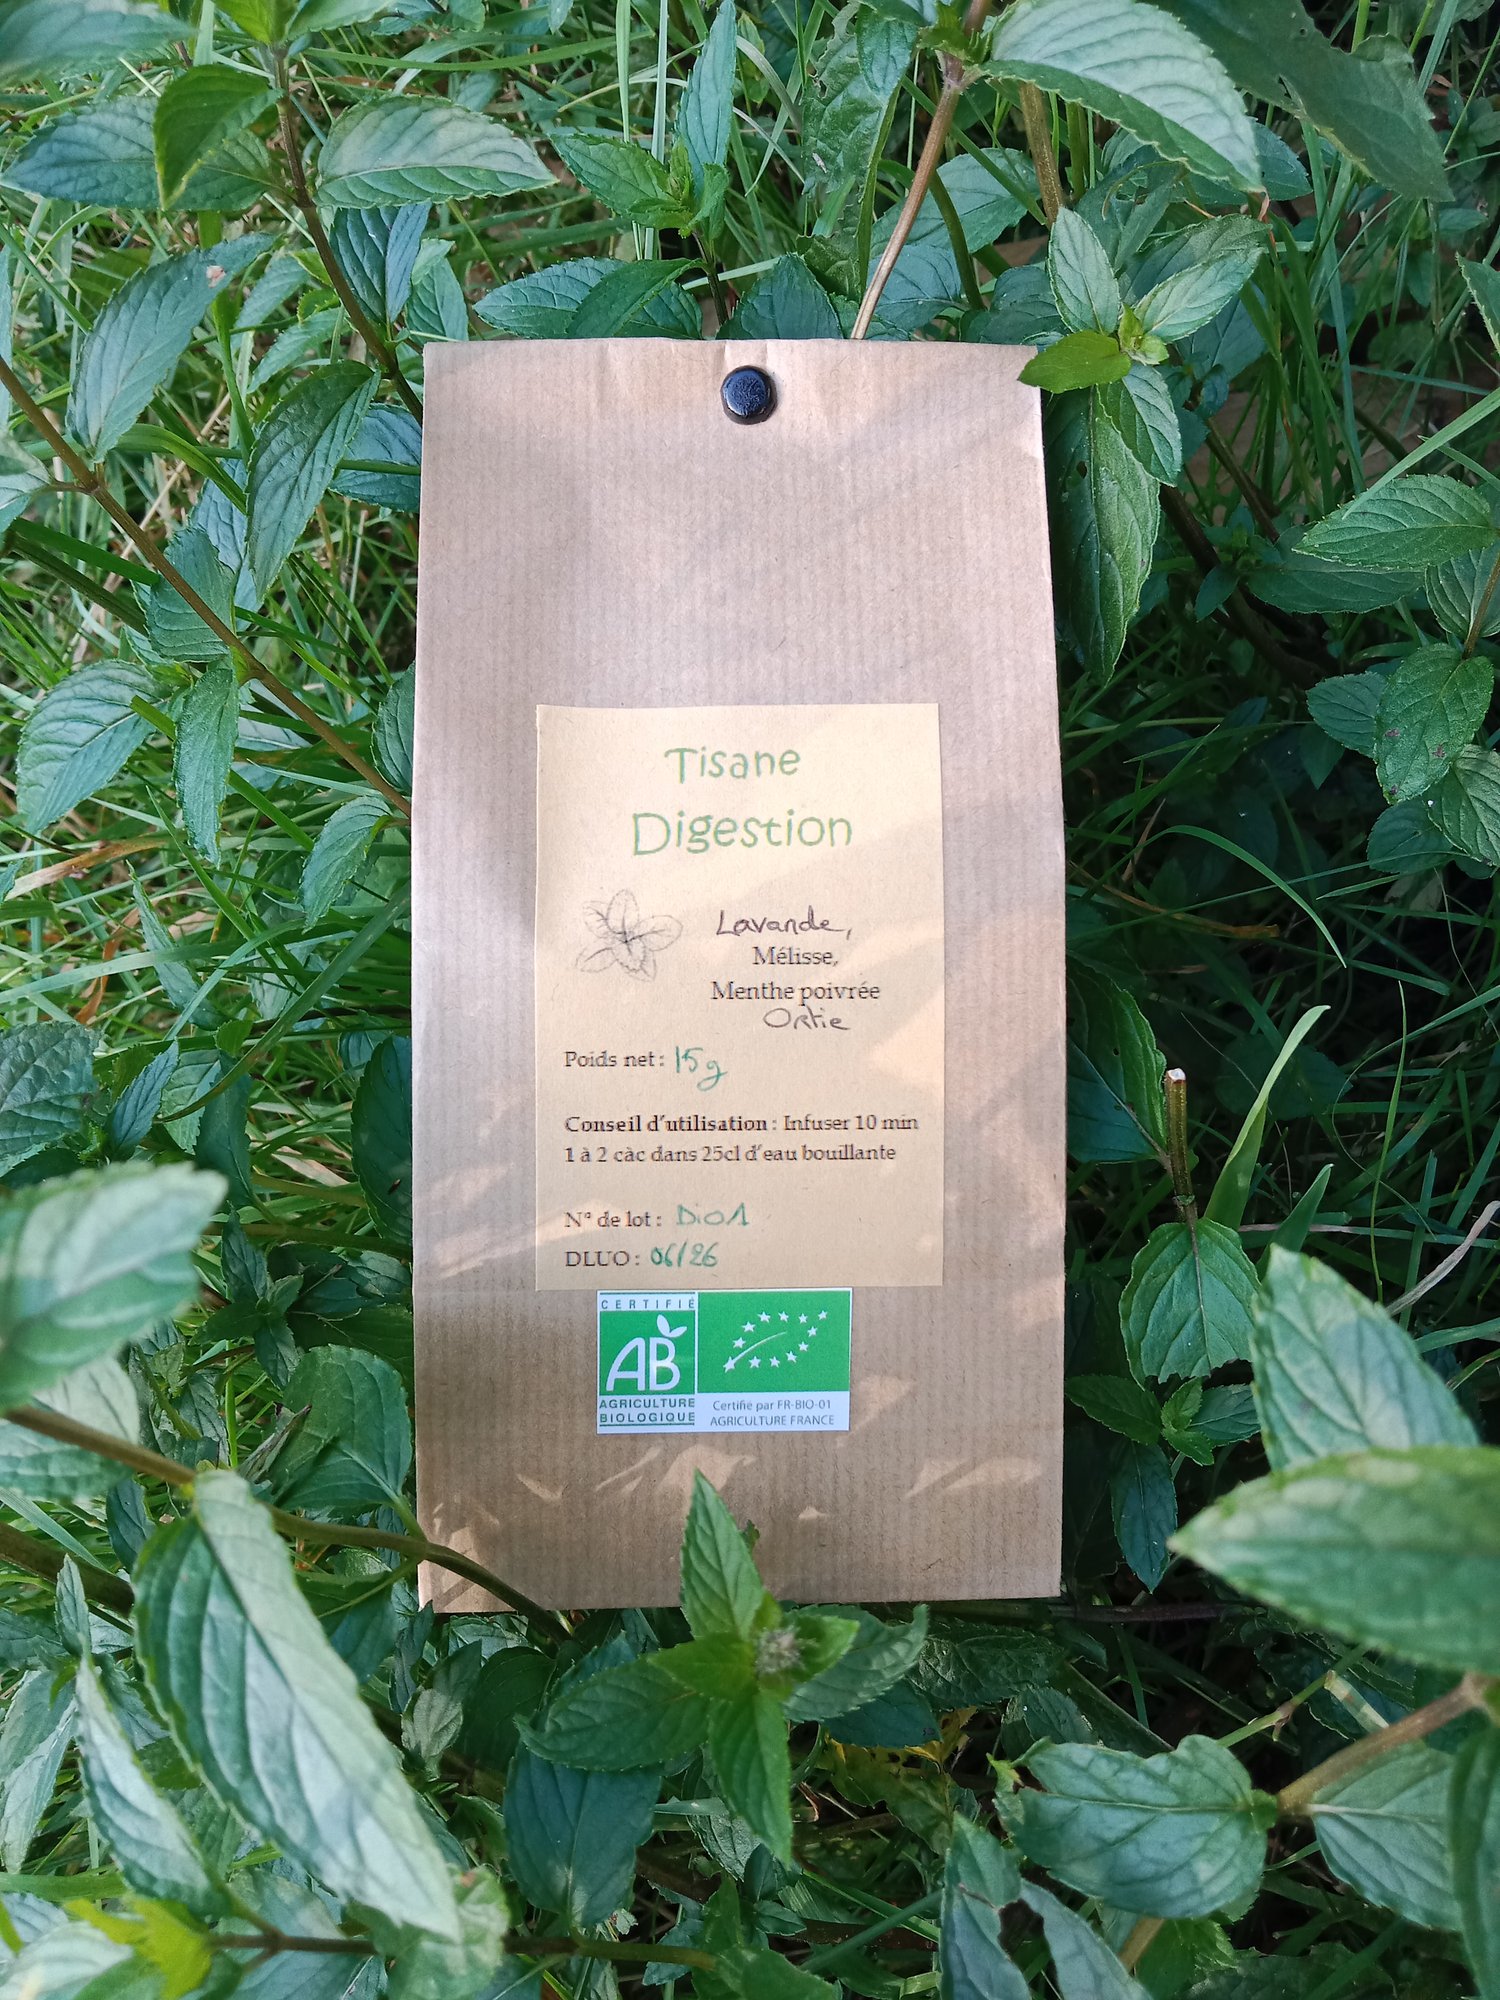 Tisane
Digestion
Lavande,
Mélisse,
Menthe poivrée
Ortie
Poids net : 15g
Conseil d'utilisation : Infuser 10 min
1 à 2 càc dans 25cl d'eau bouillante
N° de lot : DiO1
DLUO : 06/26
CERTIFIÉ
AB
AGRICULTURE
BIOLOGIQUE
Certifié par FR-BIO-01
AGRICULTURE FRANCE